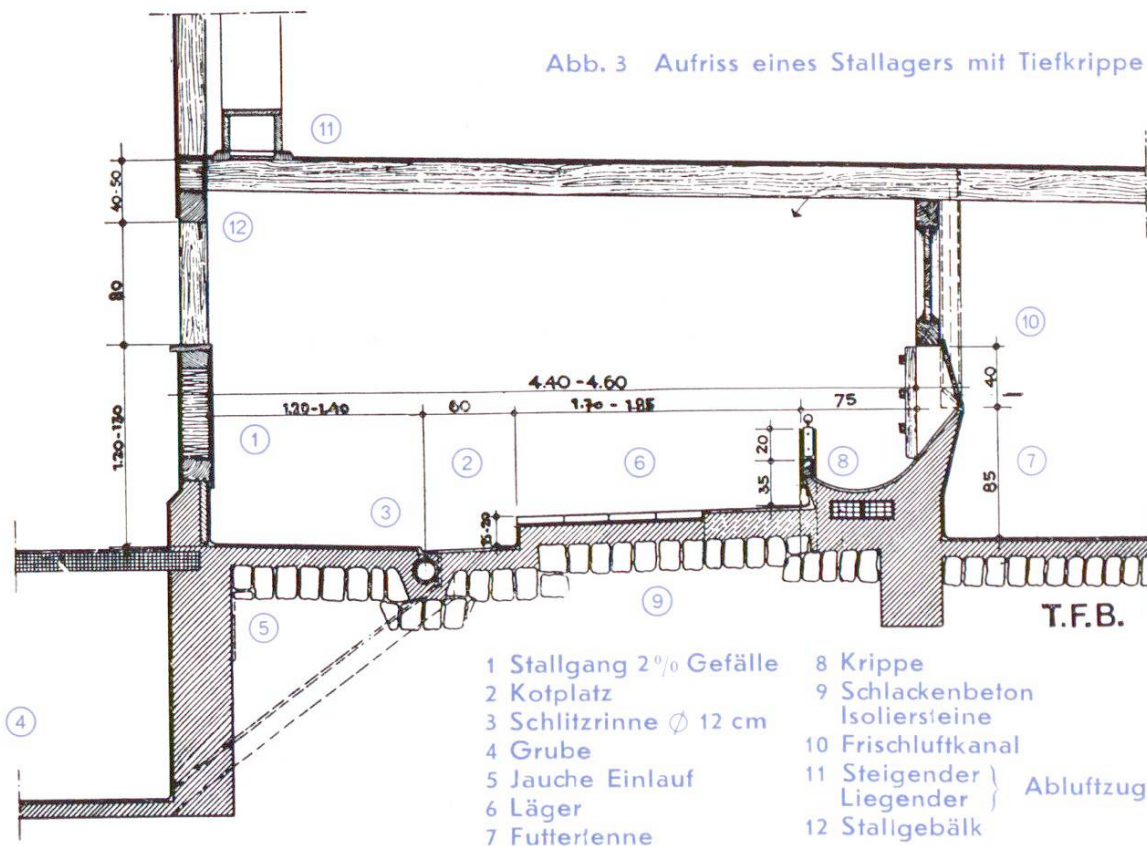 Abb. 3 Aufriss eines Stallagers mit Tiefkrippe
11
40-50
12
80
10
4.40-4.60
40
1.20-1.40
60
1.70-1.85
75
1.20-1.30
1
2
6
20
8
7
35
85
3
15-20
9
T.F.B.
5
4
1 Stallgang 2% Gefälle
2 Kotplatz
3 Schlitzrinne ∅ 12 cm
4 Grube
5 Jauche Einlauf
6 Läger
7 Futtertenne
8 Krippe
9 Schlackenbeton
Isoliersteine
10 Frischluftkanal
11 Steigender } Abluftzug
Liegender
12 Stallgebälk